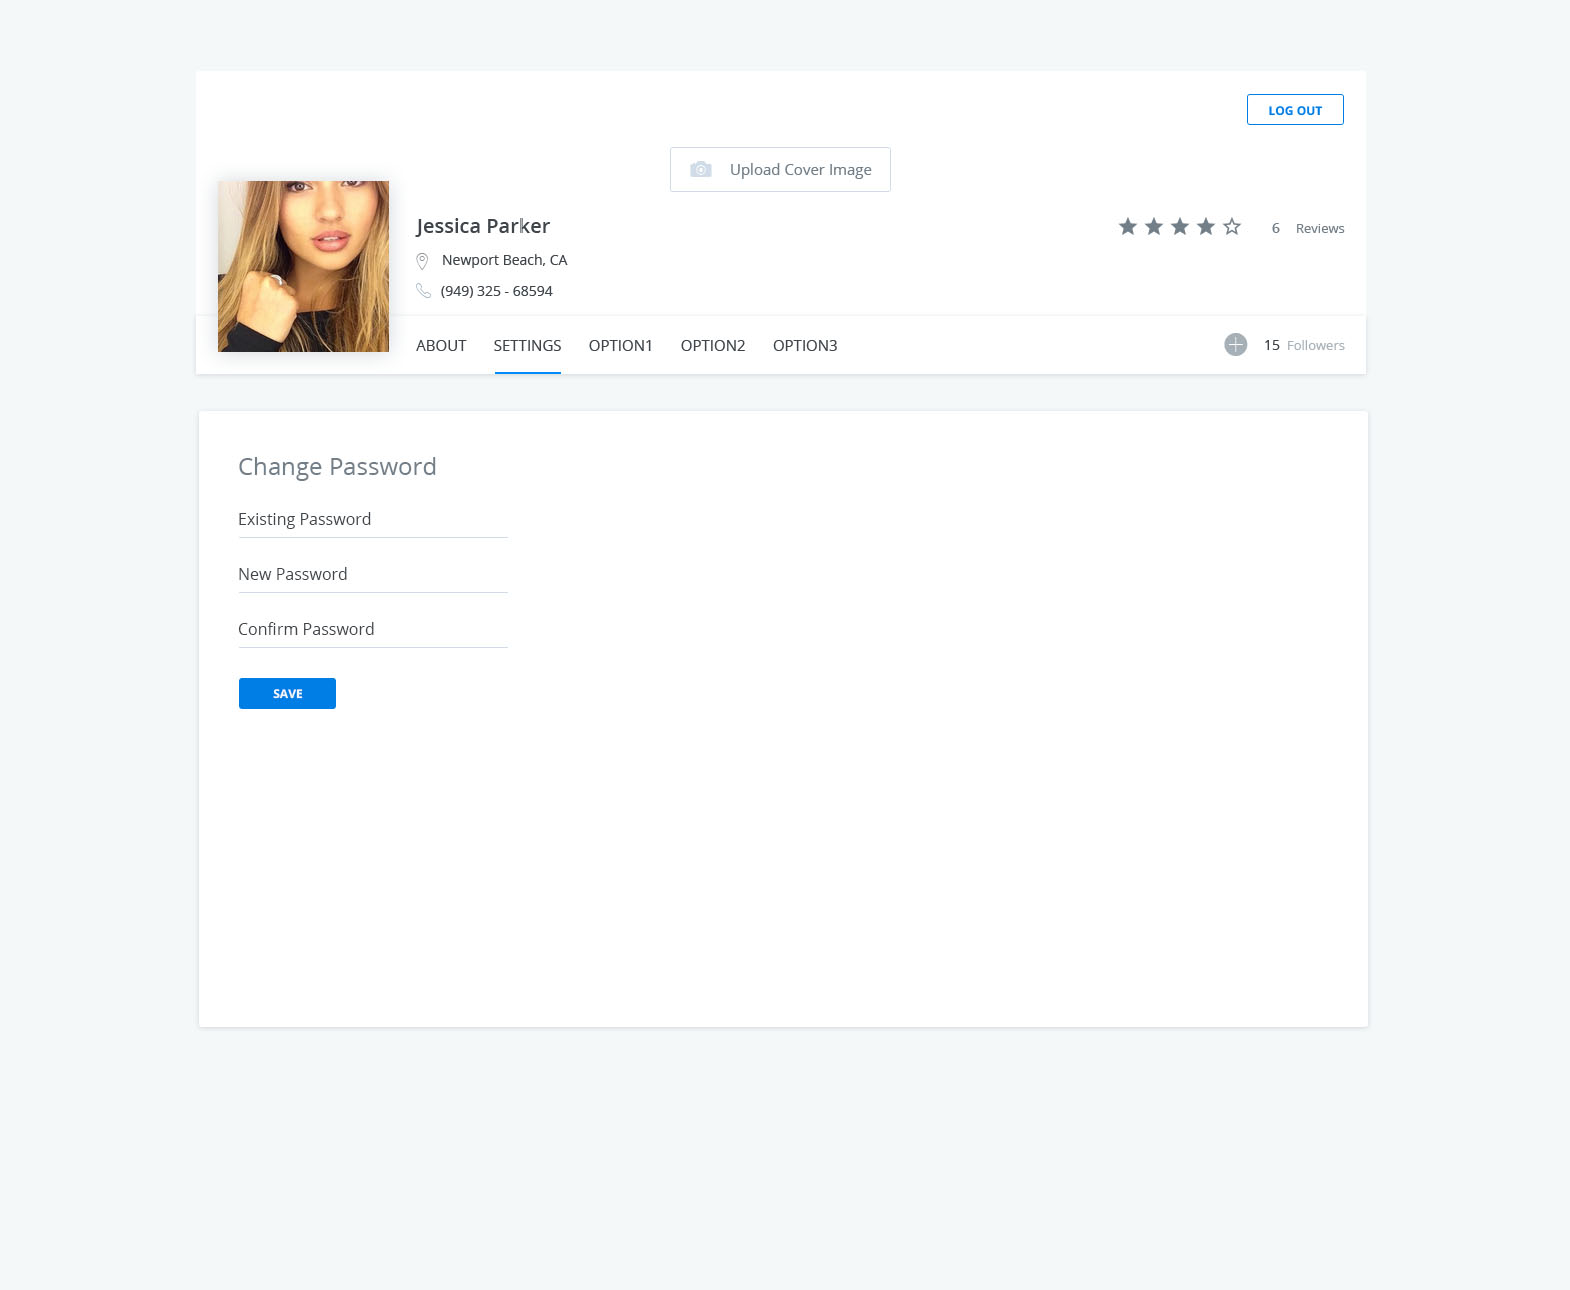 LOG OUT
Upload Cover Image
Jessica Parker
6 Reviews
Newport Beach, CA
(949) 325 - 68594
ABOUT SETTINGS OPTION1 OPTION2 OPTION3
15 Followers
Change Password
Existing Password
New Password
Confirm Password
SAVE